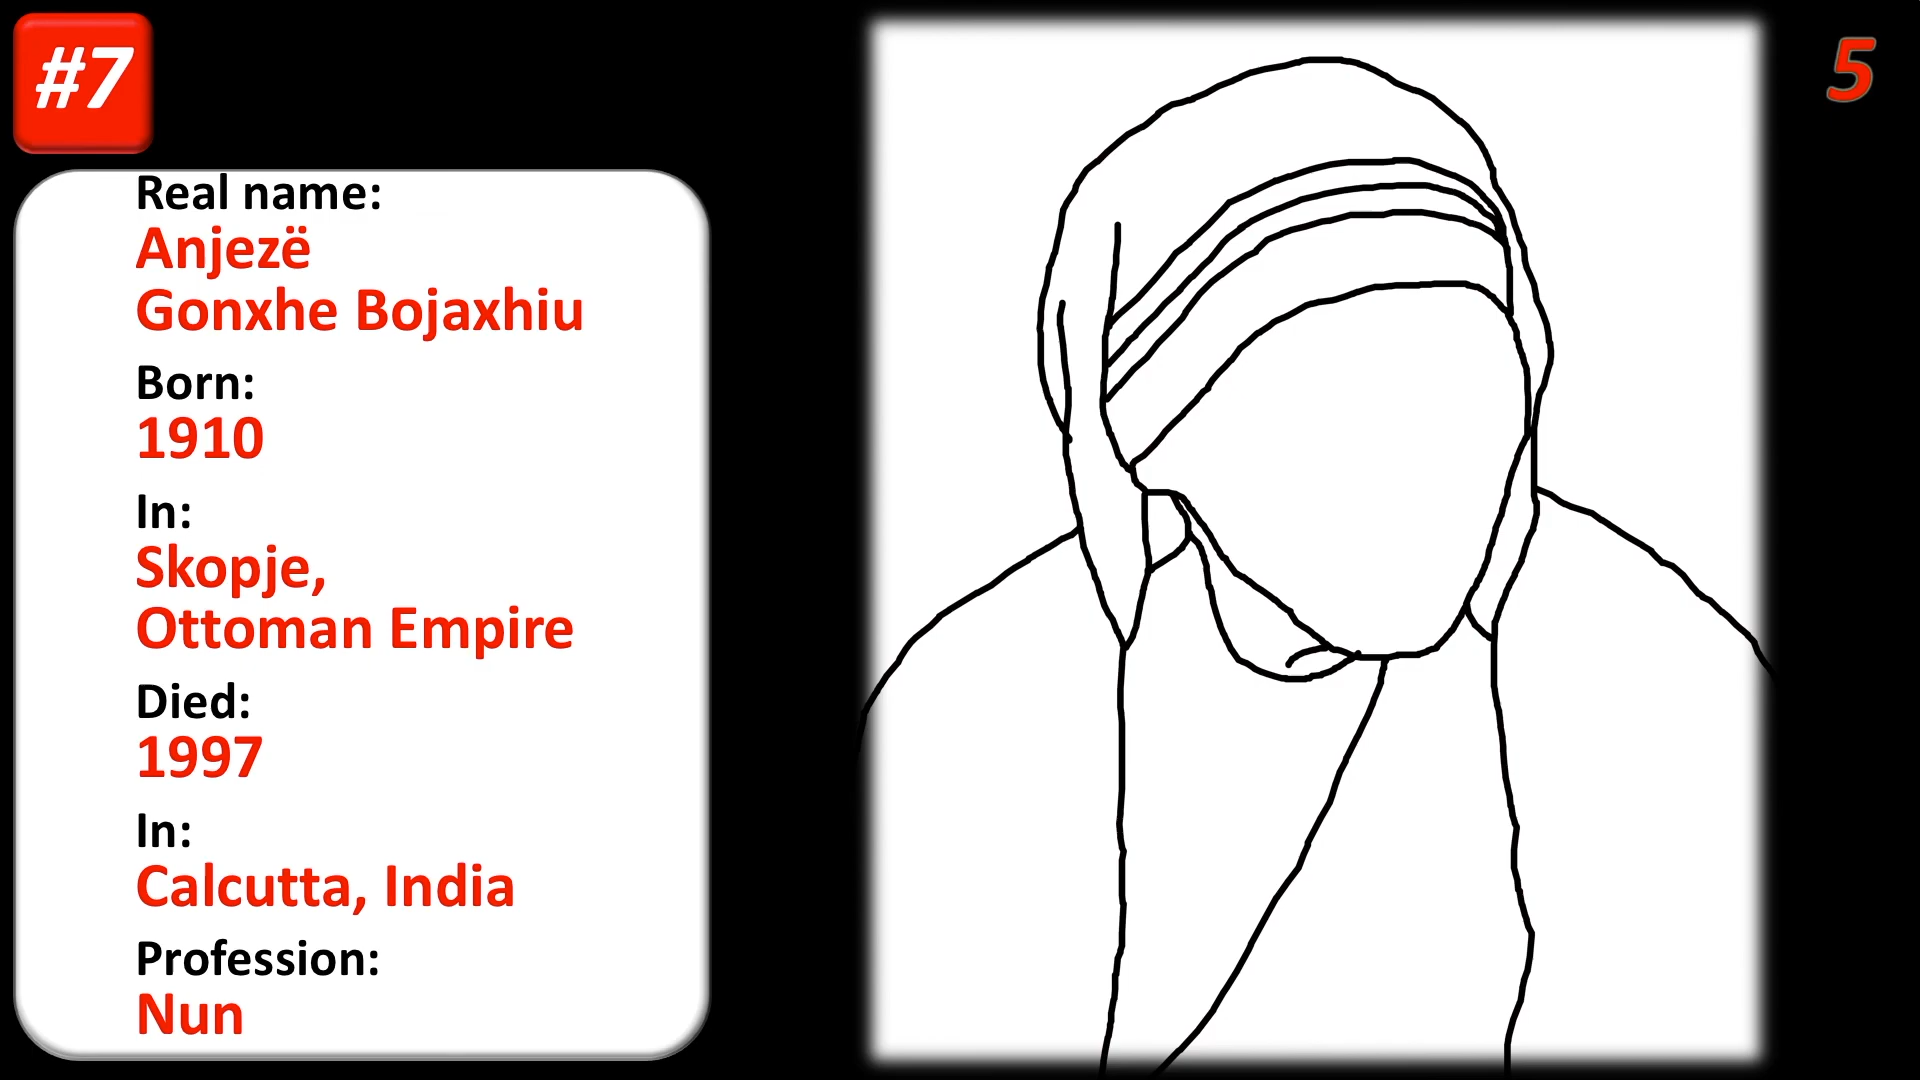 #7
5
Real name:
Anjezë
Gonxhe Bojaxhiu
Born:
1910
In:
Skopje,
Ottoman Empire
Died:
1997
In:
Calcutta, India
Profession:
Nun